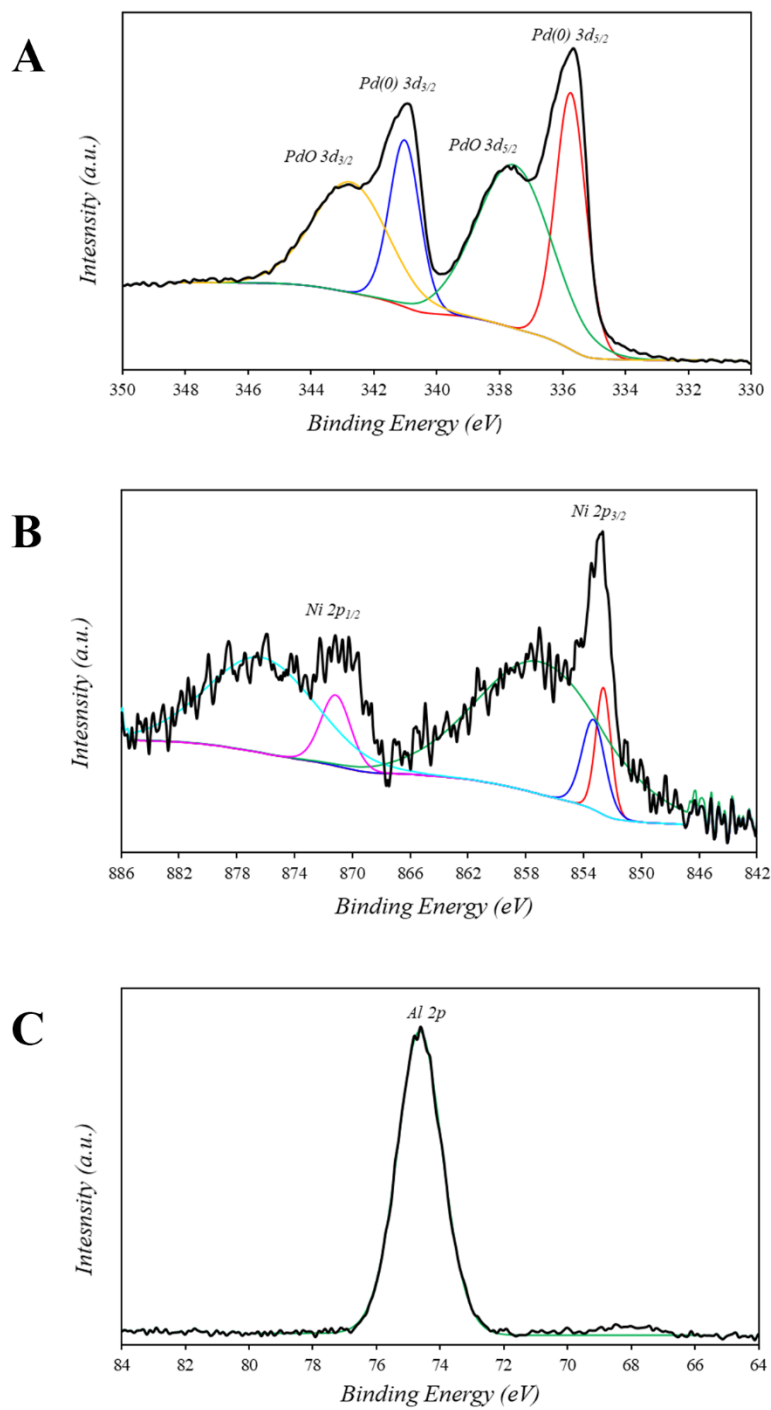 A
Pd(0) 3d5/2
Pd(0) 3d3/2
PdO 3d3/2
PdO 3d5/2
Intesnsity (a.u.)
350 348 346 344 342 340 338 336 334 332 330
Binding Energy (eV)
B
Ni 2p3/2
Ni 2p1/2
Intesnsity (a.u.)
886 882 878 874 870 866 862 858 854 850 846 842
Binding Energy (eV)
C
Al 2p
Intesnsity (a.u.)
84 82 80 78 76 74 72 70 68 66 64
Binding Energy (eV)